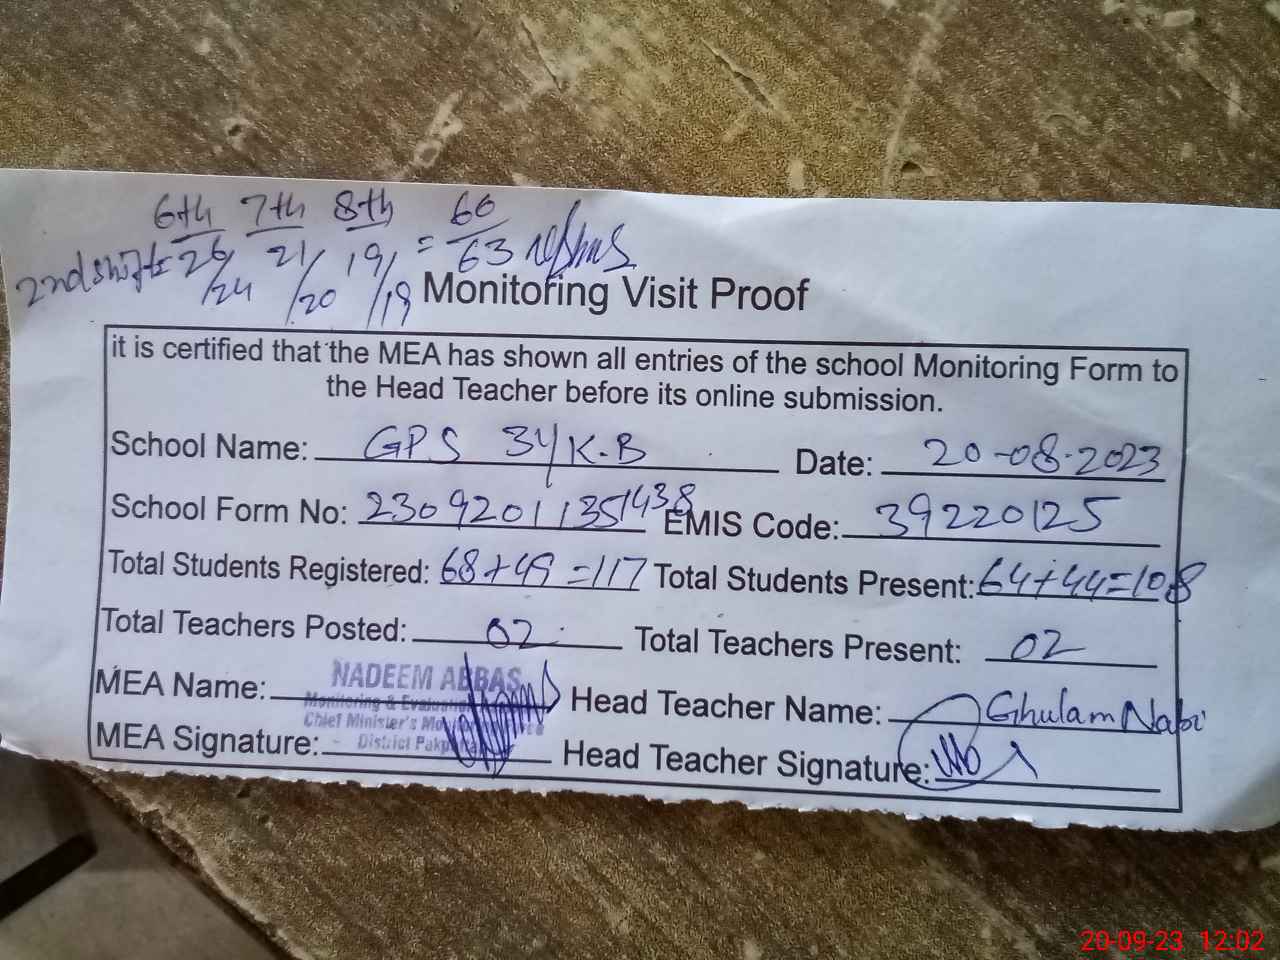 6th 7th 8th 66
2nd shift = 26/24 21/20 19/19 = 63
Monitoring Visit Proof
it is certified that the MEA has shown all entries of the school Monitoring Form to
the Head Teacher before its online submission.
School Name: GPS 34/K.B Date: 20-08-2023
School Form No: 23092011351438 EMIS Code: 39220125
Total Students Registered: 68+49=117 Total Students Present: 64+44=108
Total Teachers Posted: 02 Total Teachers Present: 02
MEA Name: NADEEM ABBAS Head Teacher Name: Ghulam Nabi
Monitoring & Evaluation
Chief Minister's
MEA Signature: District Head Teacher Signature:
20-09-23 12:02